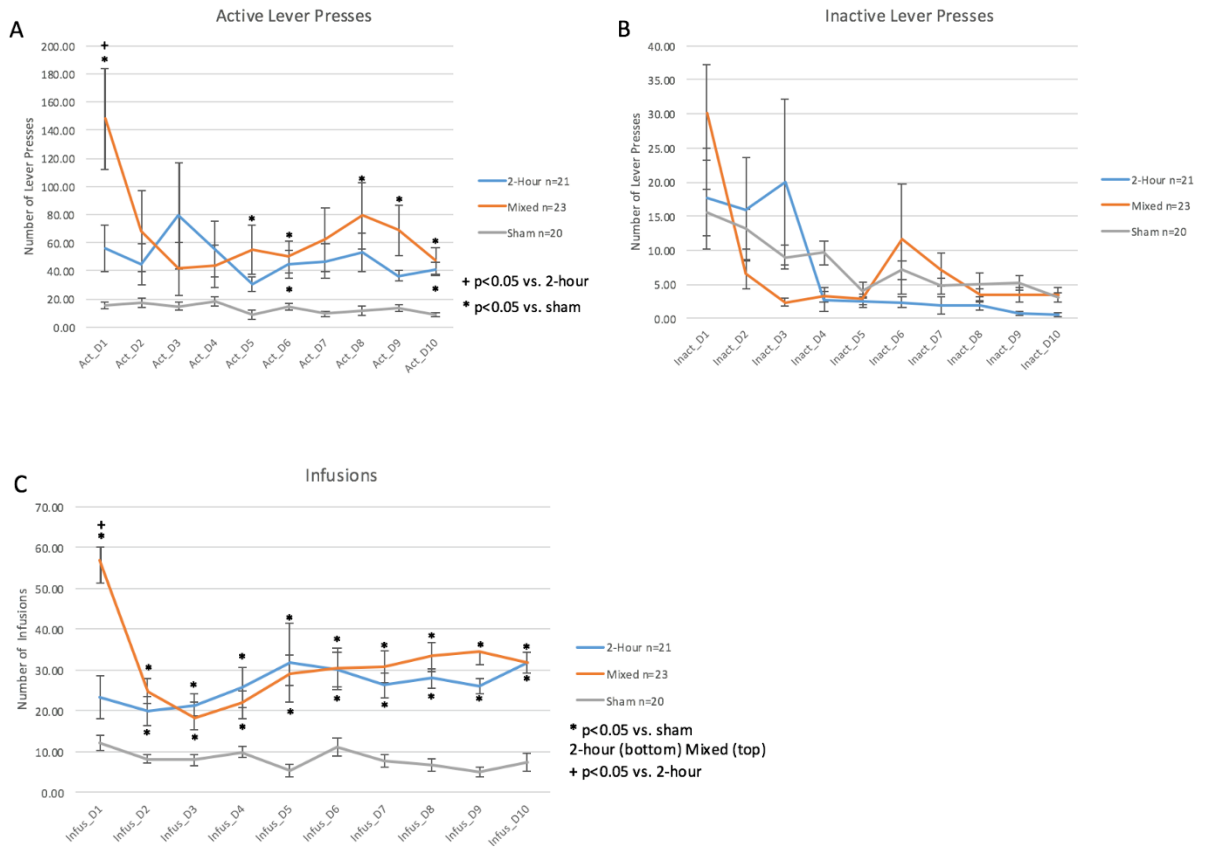 A
Active Lever Presses
Number of Lever Presses
200.00
180.00
160.00
140.00
120.00
100.00
80.00
60.00
40.00
20.00
0.00
+
*
* * * * *
* *
Act_D1 Act_D2 Act_D3 Act_D4 Act_D5 Act_D6 Act_D7 Act_D8 Act_D9 Act_D10
2-Hour n=21
Mixed n=23
Sham n=20
+ p<0.05 vs. 2-hour
* p<0.05 vs. sham
B
Inactive Lever Presses
Number of Lever Presses
40.00
35.00
30.00
25.00
20.00
15.00
10.00
5.00
0.00
Inact_D1 Inact_D2 Inact_D3 Inact_D4 Inact_D5 Inact_D6 Inact_D7 Inact_D8 Inact_D9 Inact_D10
2-Hour n=21
Mixed n=23
Sham n=20
C
Infusions
Number of Infusions
70.00
60.00
50.00
40.00
30.00
20.00
10.00
0.00
+
*
* * * * * * * * *
* * * * * * * * *
Infus_D1 Infus_D2 Infus_D3 Infus_D4 Infus_D5 Infus_D6 Infus_D7 Infus_D8 Infus_D9 Infus_D10
2-Hour n=21
Mixed n=23
Sham n=20
* p<0.05 vs. sham
2-hour (bottom) Mixed (top)
+ p<0.05 vs. 2-hour